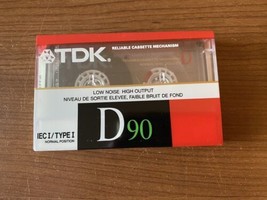 TDK
RELIABLE CASSETTE MECHANISM
LOW NOISE HIGH OUTPUT
NIVEAU DE SORTIE ELEVEE, FAIBLE BRUIT DE FOND
IEC I / TYPE I
NORMAL POSITION
D90